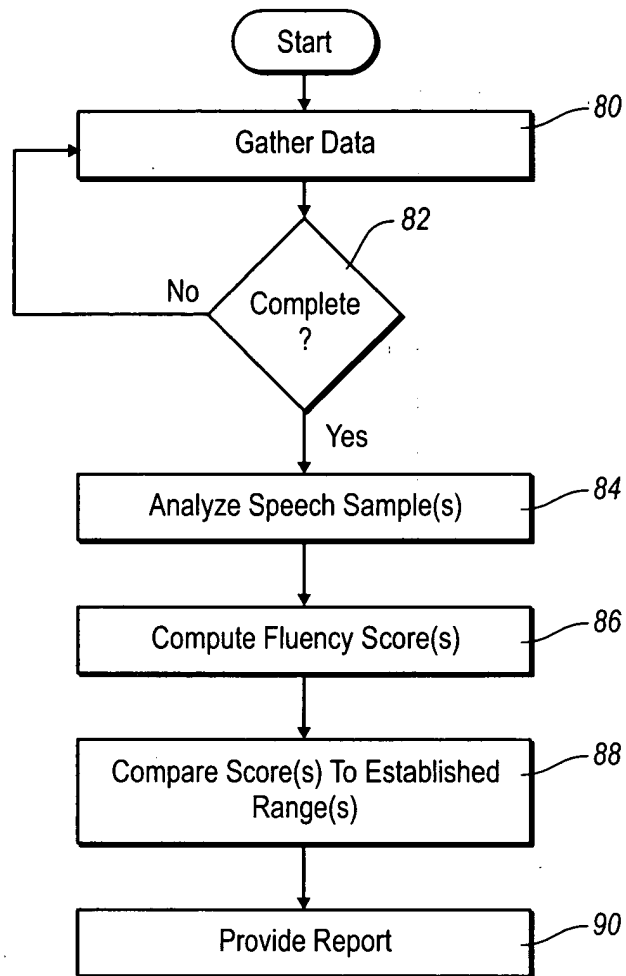 Start
Gather Data
80
82
No
Complete
?
Yes
Analyze Speech Sample(s)
84
Compute Fluency Score(s)
86
Compare Score(s) To Established
Range(s)
88
Provide Report
90